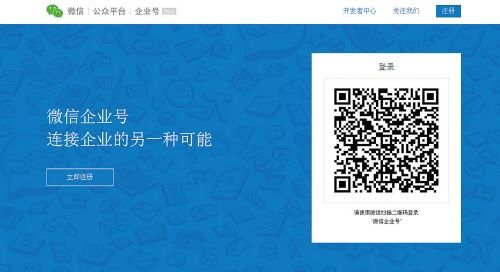 微信 | 公众平台 | 企业号
开发者中心
关注我们
注册
登录
微信企业号
连接企业的另一种可能
立即注册
请使用微信扫描二维码登录
“微信企业号”